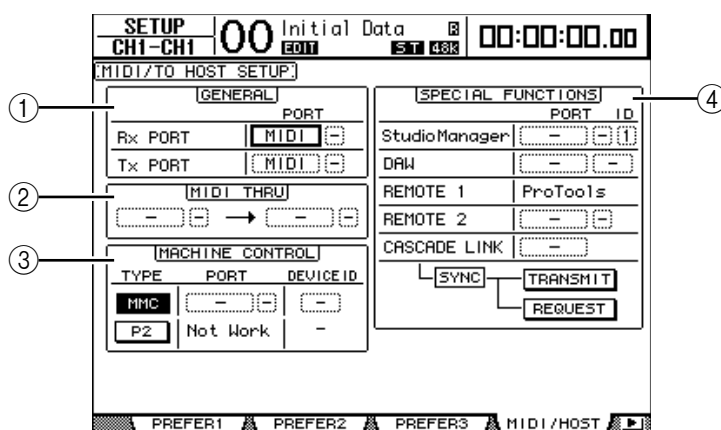 SETUP
CH1-CH1
00 Initial Data R
EDIT ST 48K
00:00:00.00
MIDI/TO HOST SETUP
1
GENERAL
PORT
Rx PORT MIDI -
Tx PORT MIDI -
2
MIDI THRU
- - → - -
3
MACHINE CONTROL
TYPE PORT DEVICE ID
MMC - - -
P2 Not Work -
4
SPECIAL FUNCTIONS
PORT ID
StudioManager - - 1
DAW - -
REMOTE 1 ProTools
REMOTE 2 - -
CASCADE LINK -
SYNC TRANSMIT
REQUEST
PREFER1 PREFER2 PREFER3 MIDI/HOST